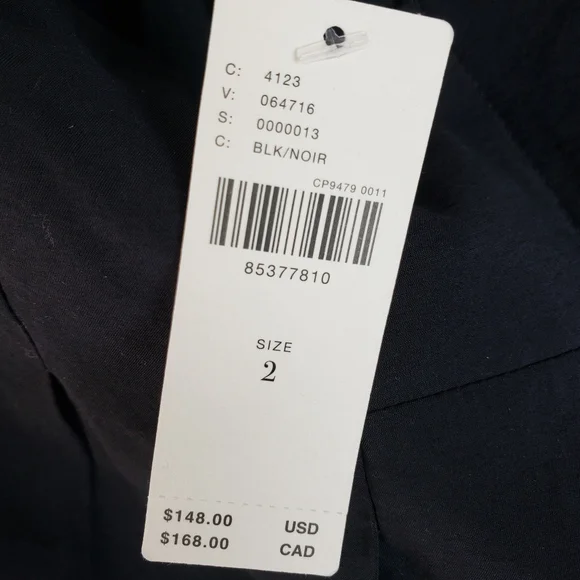 C: 4123
V: 064716
S: 0000013
C: BLK/NOIR
CP9479 0011
85377810
SIZE
2
$148.00 USD
$168.00 CAD